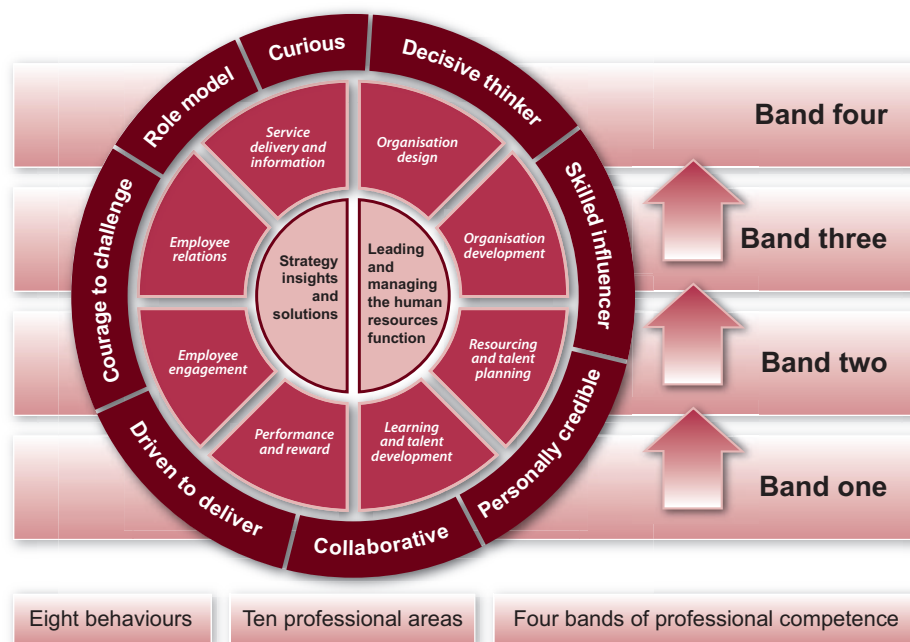 Curious
Decisive thinker
Skilled influencer
Personally credible
Collaborative
Driven to deliver
Courage to challenge
Role model
Service
delivery and
information
Organisation
design
Organisation
development
Resourcing
and talent
planning
Learning
and talent
development
Performance
and reward
Employee
engagement
Employee
relations
Strategy
insights
and
solutions
Leading
and
managing
the human
resources
function
Band four
Band three
Band two
Band one
Eight behaviours
Ten professional areas
Four bands of professional competence